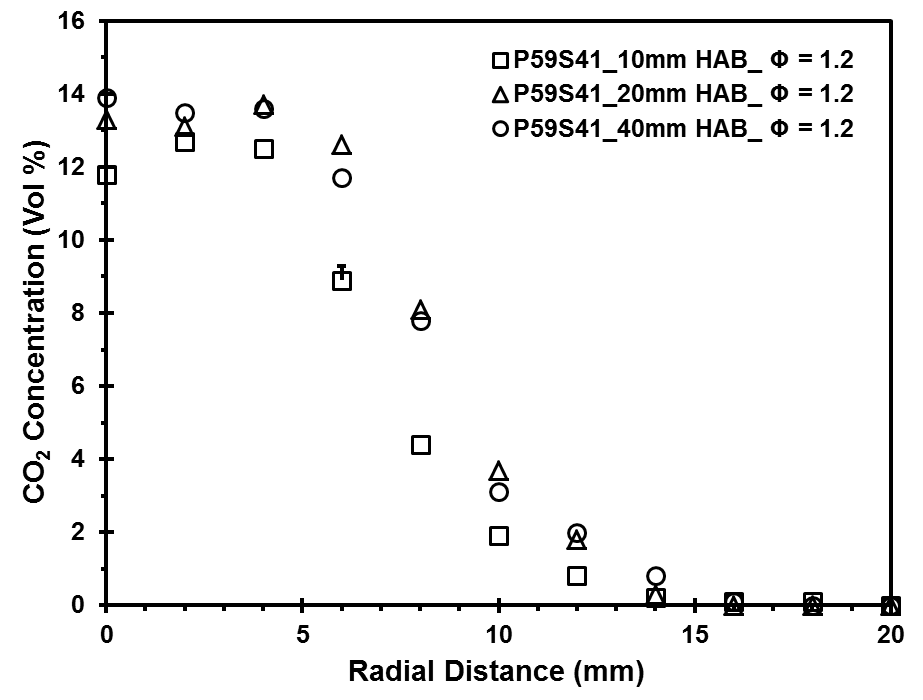 16
14
12
10
8
6
4
2
0
CO₂ Concentration (Vol %)
P59S41_10mm HAB_ Φ = 1.2
P59S41_20mm HAB_ Φ = 1.2
P59S41_40mm HAB_ Φ = 1.2
0 5 10 15 20
Radial Distance (mm)